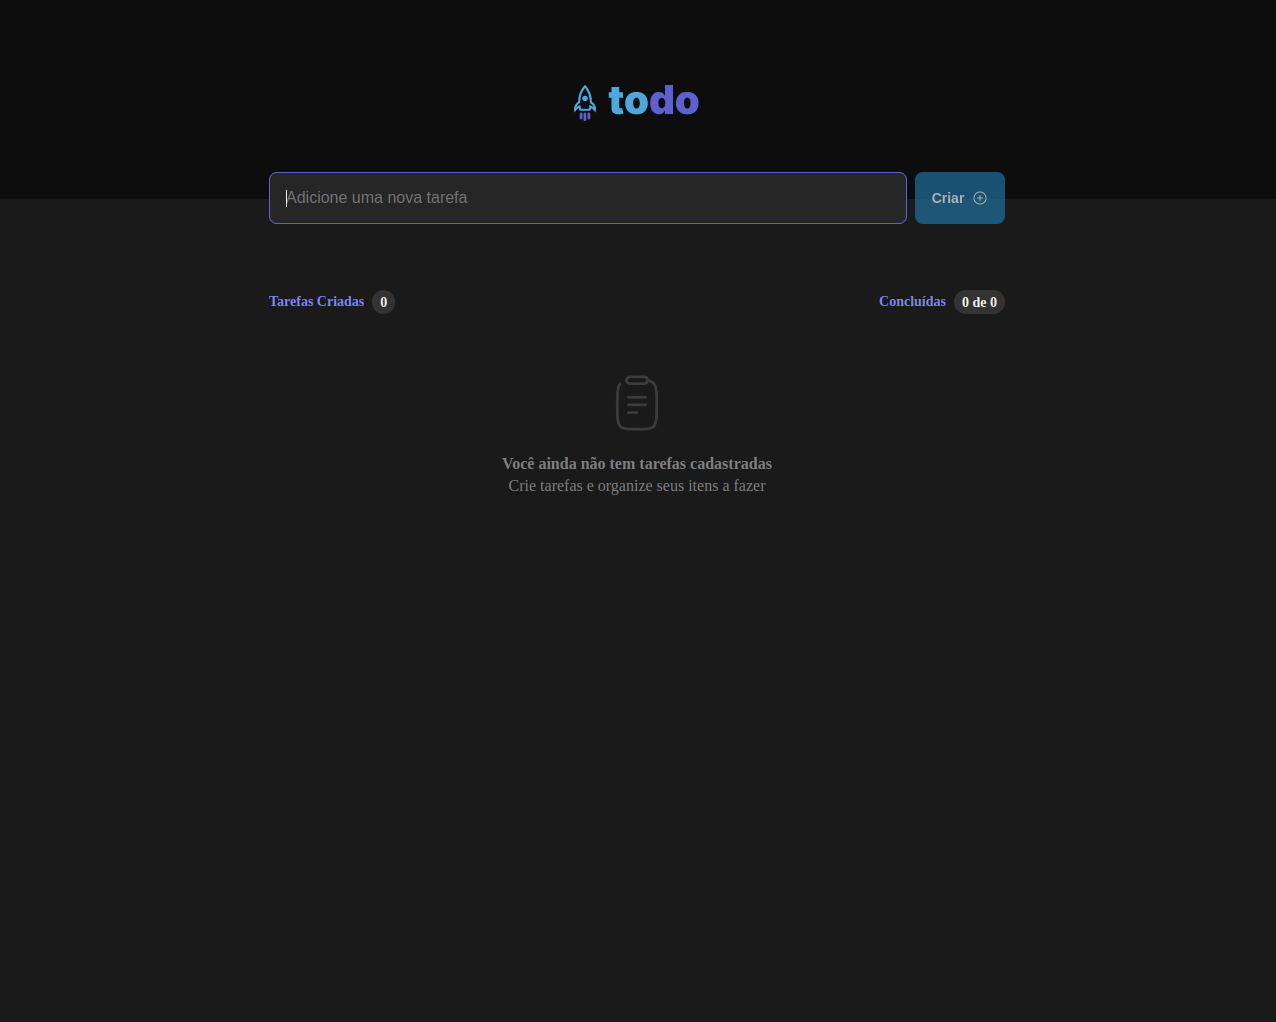 todo
Adicione uma nova tarefa
Criar
Tarefas Criadas 0
Concluídas 0 de 0
Você ainda não tem tarefas cadastradas
Crie tarefas e organize seus itens a fazer